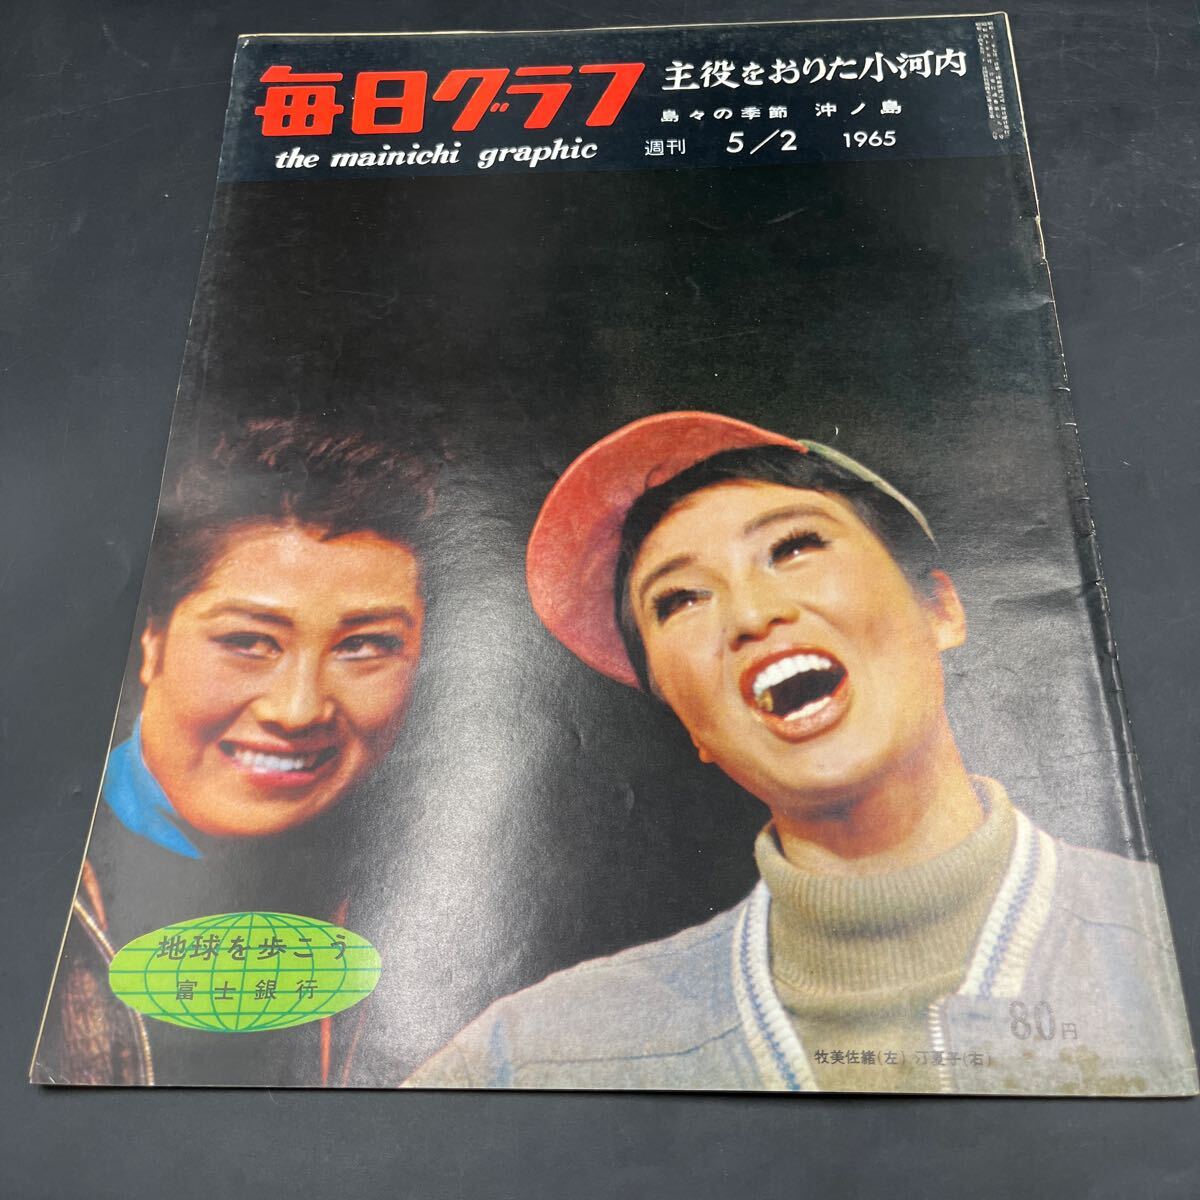 毎日グラフ
the mainichi graphic
主役をおりた小河内
島々の季節 沖ノ島
週刊 5/2 1965
地球を歩こう
富士銀行
80円
牧美佐緒(左) 汀夏子(右)